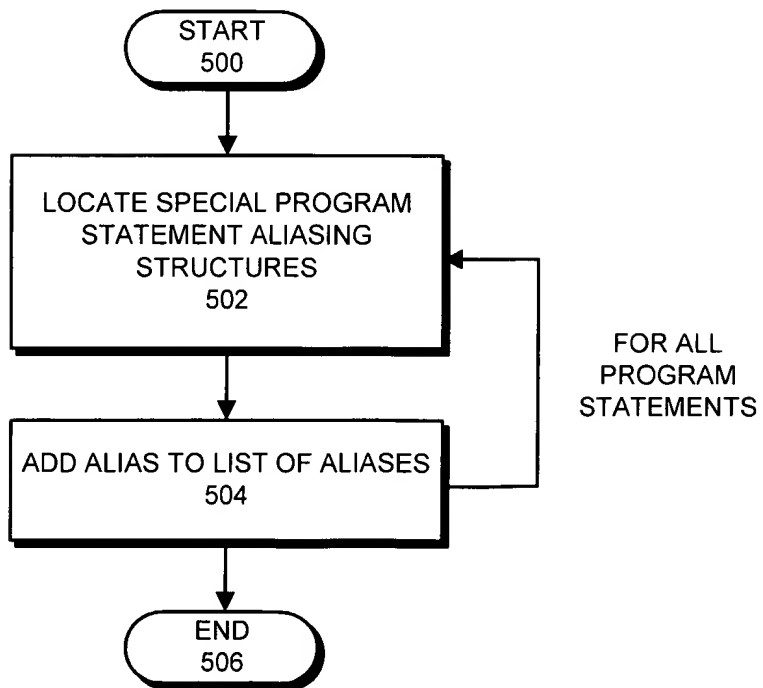 START
500
LOCATE SPECIAL PROGRAM
STATEMENT ALIASING
STRUCTURES
502
FOR ALL
PROGRAM
STATEMENTS
ADD ALIAS TO LIST OF ALIASES
504
END
506